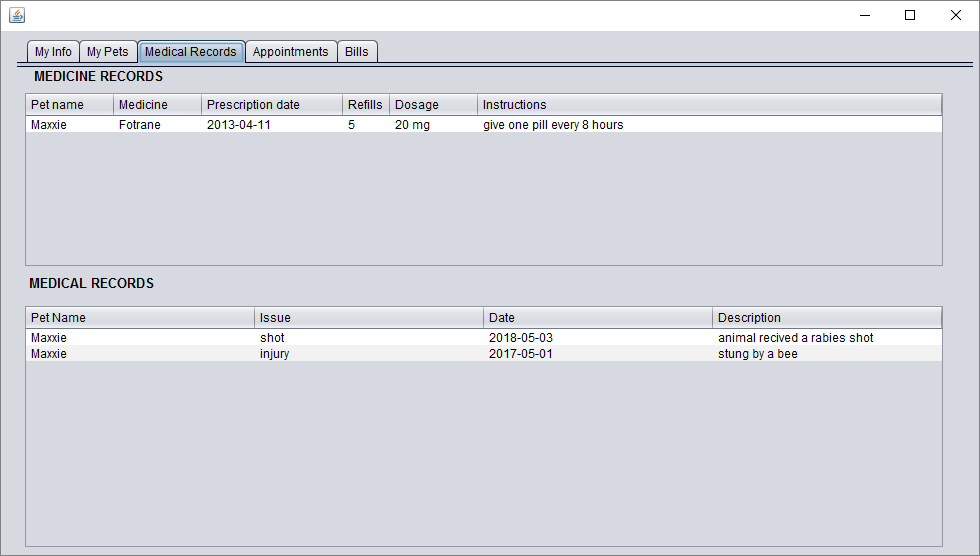 My Info My Pets Medical Records Appointments Bills
MEDICINE RECORDS
Pet name Medicine Prescription date Refills Dosage Instructions
Maxxie Fotrane 2013-04-11 5 20 mg give one pill every 8 hours
MEDICAL RECORDS
Pet Name Issue Date Description
Maxxie shot 2018-05-03 animal recived a rabies shot
Maxxie injury 2017-05-01 stung by a bee